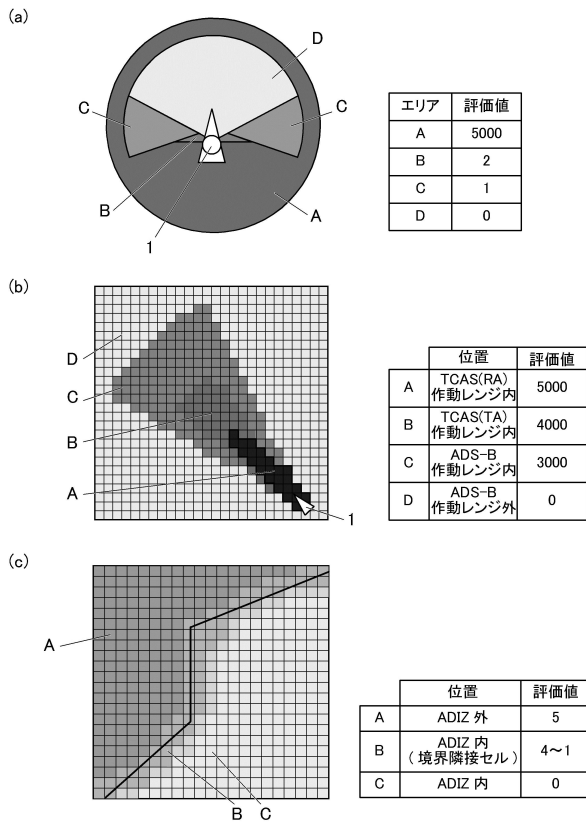 (a)
D
C
C
B
A
1
エリア 評価値
A 5000
B 2
C 1
D 0
(b)
D
C
B
A
1
位置 評価値
A TCAS(RA) 5000
作動レンジ内
B TCAS(TA) 4000
作動レンジ内
C ADS-B 3000
作動レンジ内
D ADS-B 0
作動レンジ外
(c)
A
B
C
位置 評価値
A ADIZ 外 5
B ADIZ 内 4〜1
(境界隣接セル)
C ADIZ 内 0